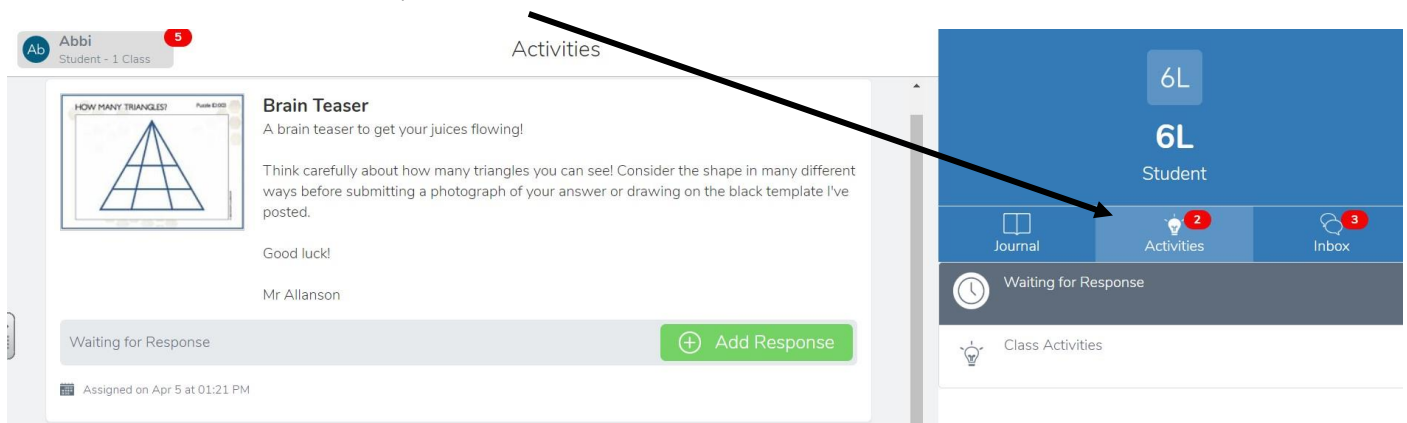 Ab
Abbi
5
Student - 1 Class
Activities
HOW MANY TRIANGLES?
Brain Teaser
A brain teaser to get your juices flowing!
Think carefully about how many triangles you can see! Consider the shape in many different
ways before submitting a photograph of your answer or drawing on the black template I've
posted.
Good luck!
Mr Allanson
Waiting for Response
Add Response
Assigned on Apr 5 at 01:21 PM
6L
6L
Student
2
3
Journal
Activities
Inbox
Waiting for Response
Class Activities